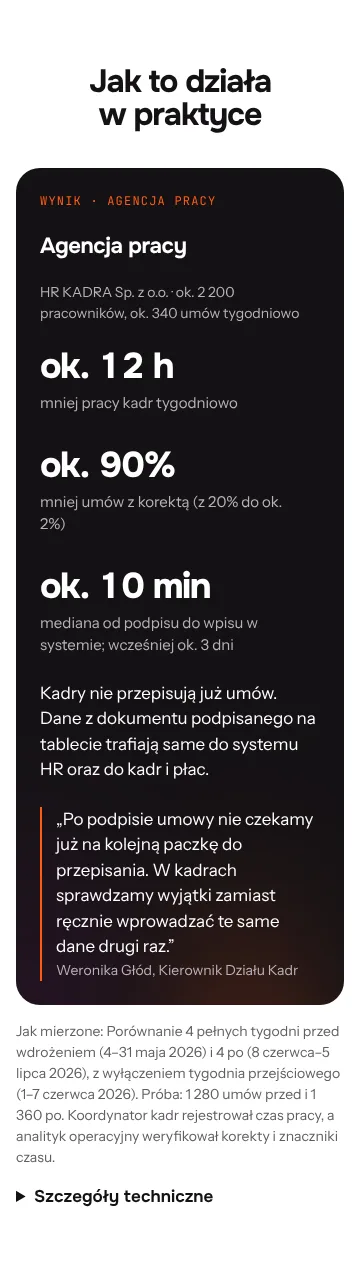 Jak to działa
w praktyce
WYNIK · AGENCJA PRACY
Agencja pracy
HR KADRA Sp. z o.o. · ok. 2 200
pracowników, ok. 340 umów tygodniowo
ok. 12 h
mniej pracy kadr tygodniowo
ok. 90%
mniej umów z korektą (z 20% do ok.
2%)
ok. 10 min
mediana od podpisu do wpisu w
systemie; wcześniej ok. 3 dni
Kadry nie przepisują już umów.
Dane z dokumentu podpisanego na
tablecie trafiają same do systemu
HR oraz do kadr i płac.
„Po podpisie umowy nie czekamy
już na kolejną paczkę do
przepisania. W kadrach
sprawdzamy wyjątki zamiast
ręcznie wprowadzać te same
dane drugi raz.”
Weronika Głód, Kierownik Działu Kadr
Jak mierzone: Porównanie 4 pełnych tygodni przed
wdrożeniem (4–31 maja 2026) i 4 po (8 czerwca–5
lipca 2026), z wyłączeniem tygodnia przejściowego
(1–7 czerwca 2026). Próba: 1 280 umów przed i 1
360 po. Koordynator kadr rejestrował czas pracy, a
analityk operacyjny weryfikował korekty i znaczniki
czasu.
▶ Szczegóły techniczne